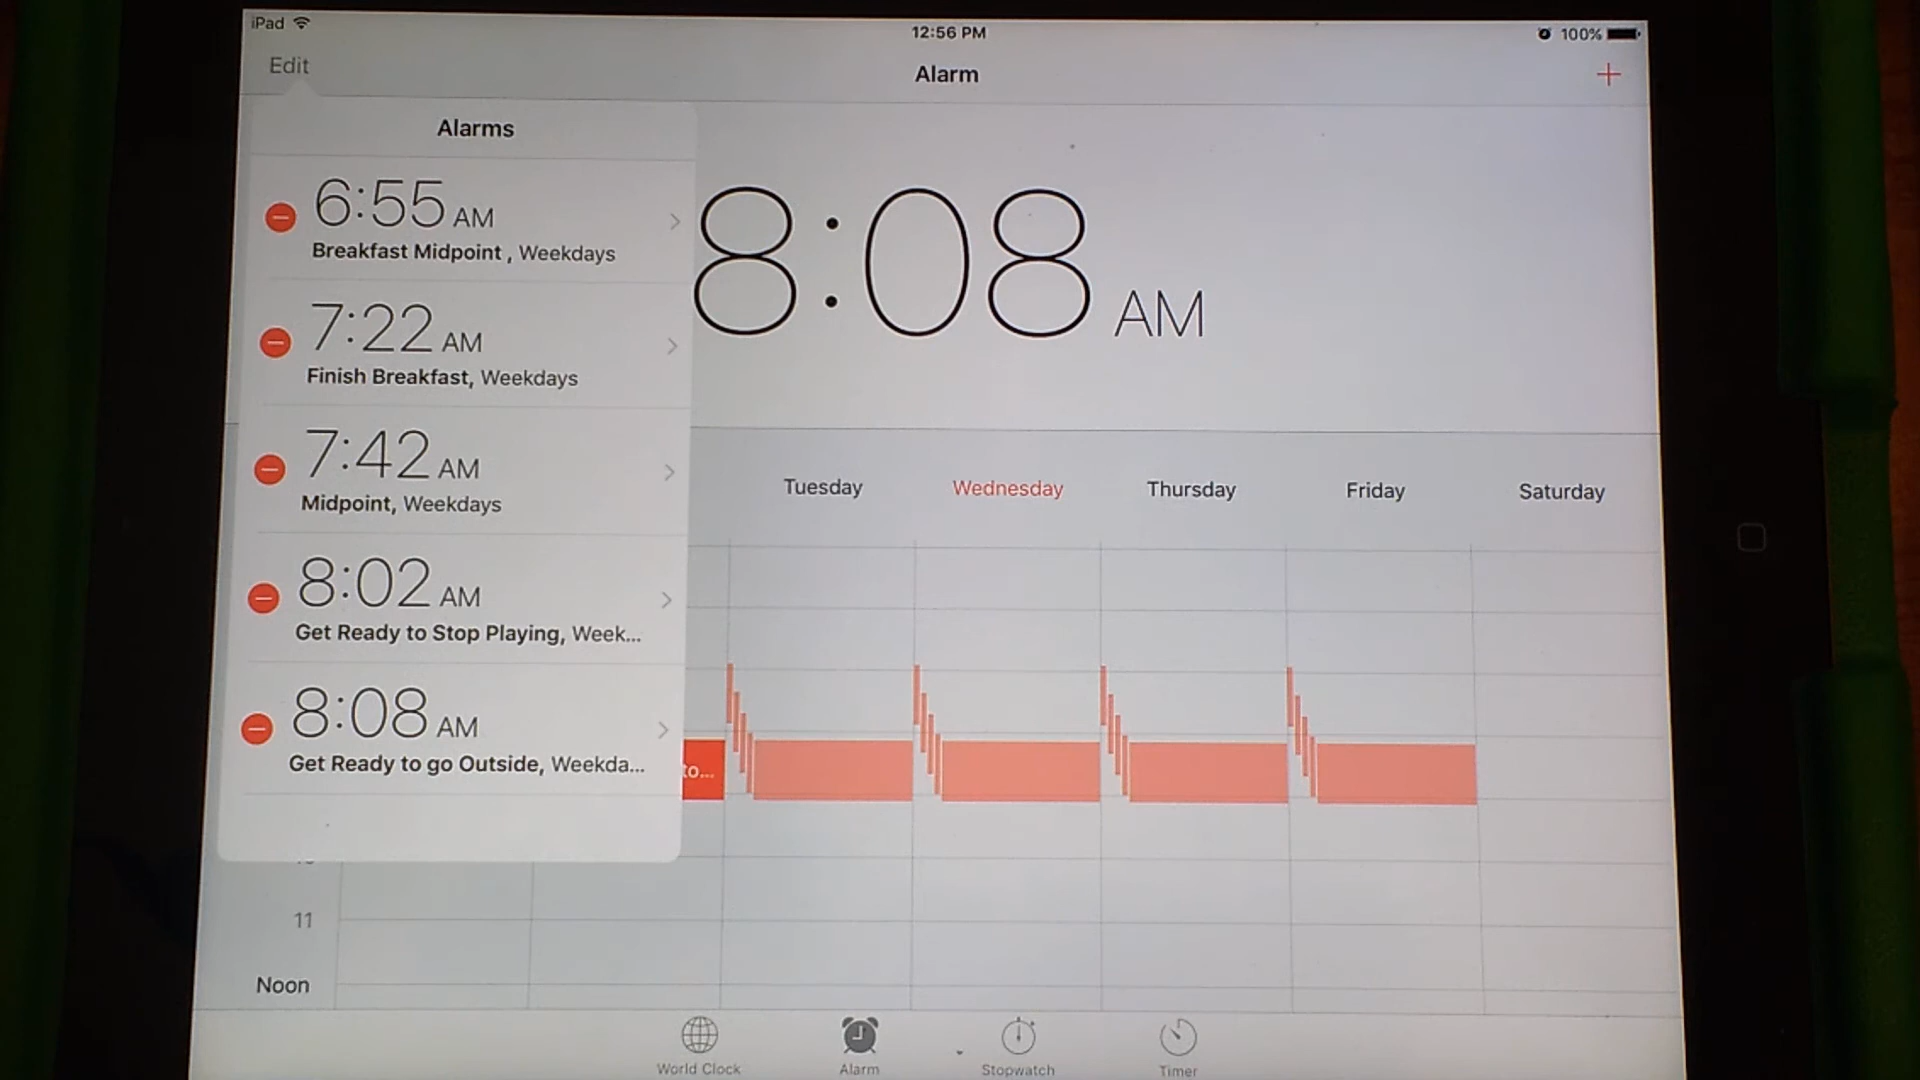 iPad
12:56 PM
100%
Edit
Alarm
+
Alarms
6:55 AM
Breakfast Midpoint , Weekdays
7:22 AM
Finish Breakfast, Weekdays
7:42 AM
Midpoint, Weekdays
8:02 AM
Get Ready to Stop Playing, Week...
8:08 AM
Get Ready to go Outside, Weekda...
8:08 AM
Tuesday Wednesday Thursday Friday Saturday
to...
11
Noon
World Clock Alarm Stopwatch Timer